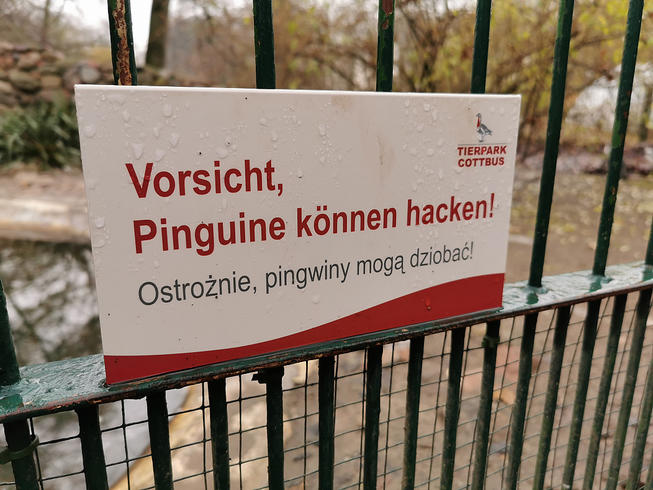 TIERPARK
COTTBUS
Vorsicht,
Pinguine können hacken!
Ostrożnie, pingwiny mogą dziobać!